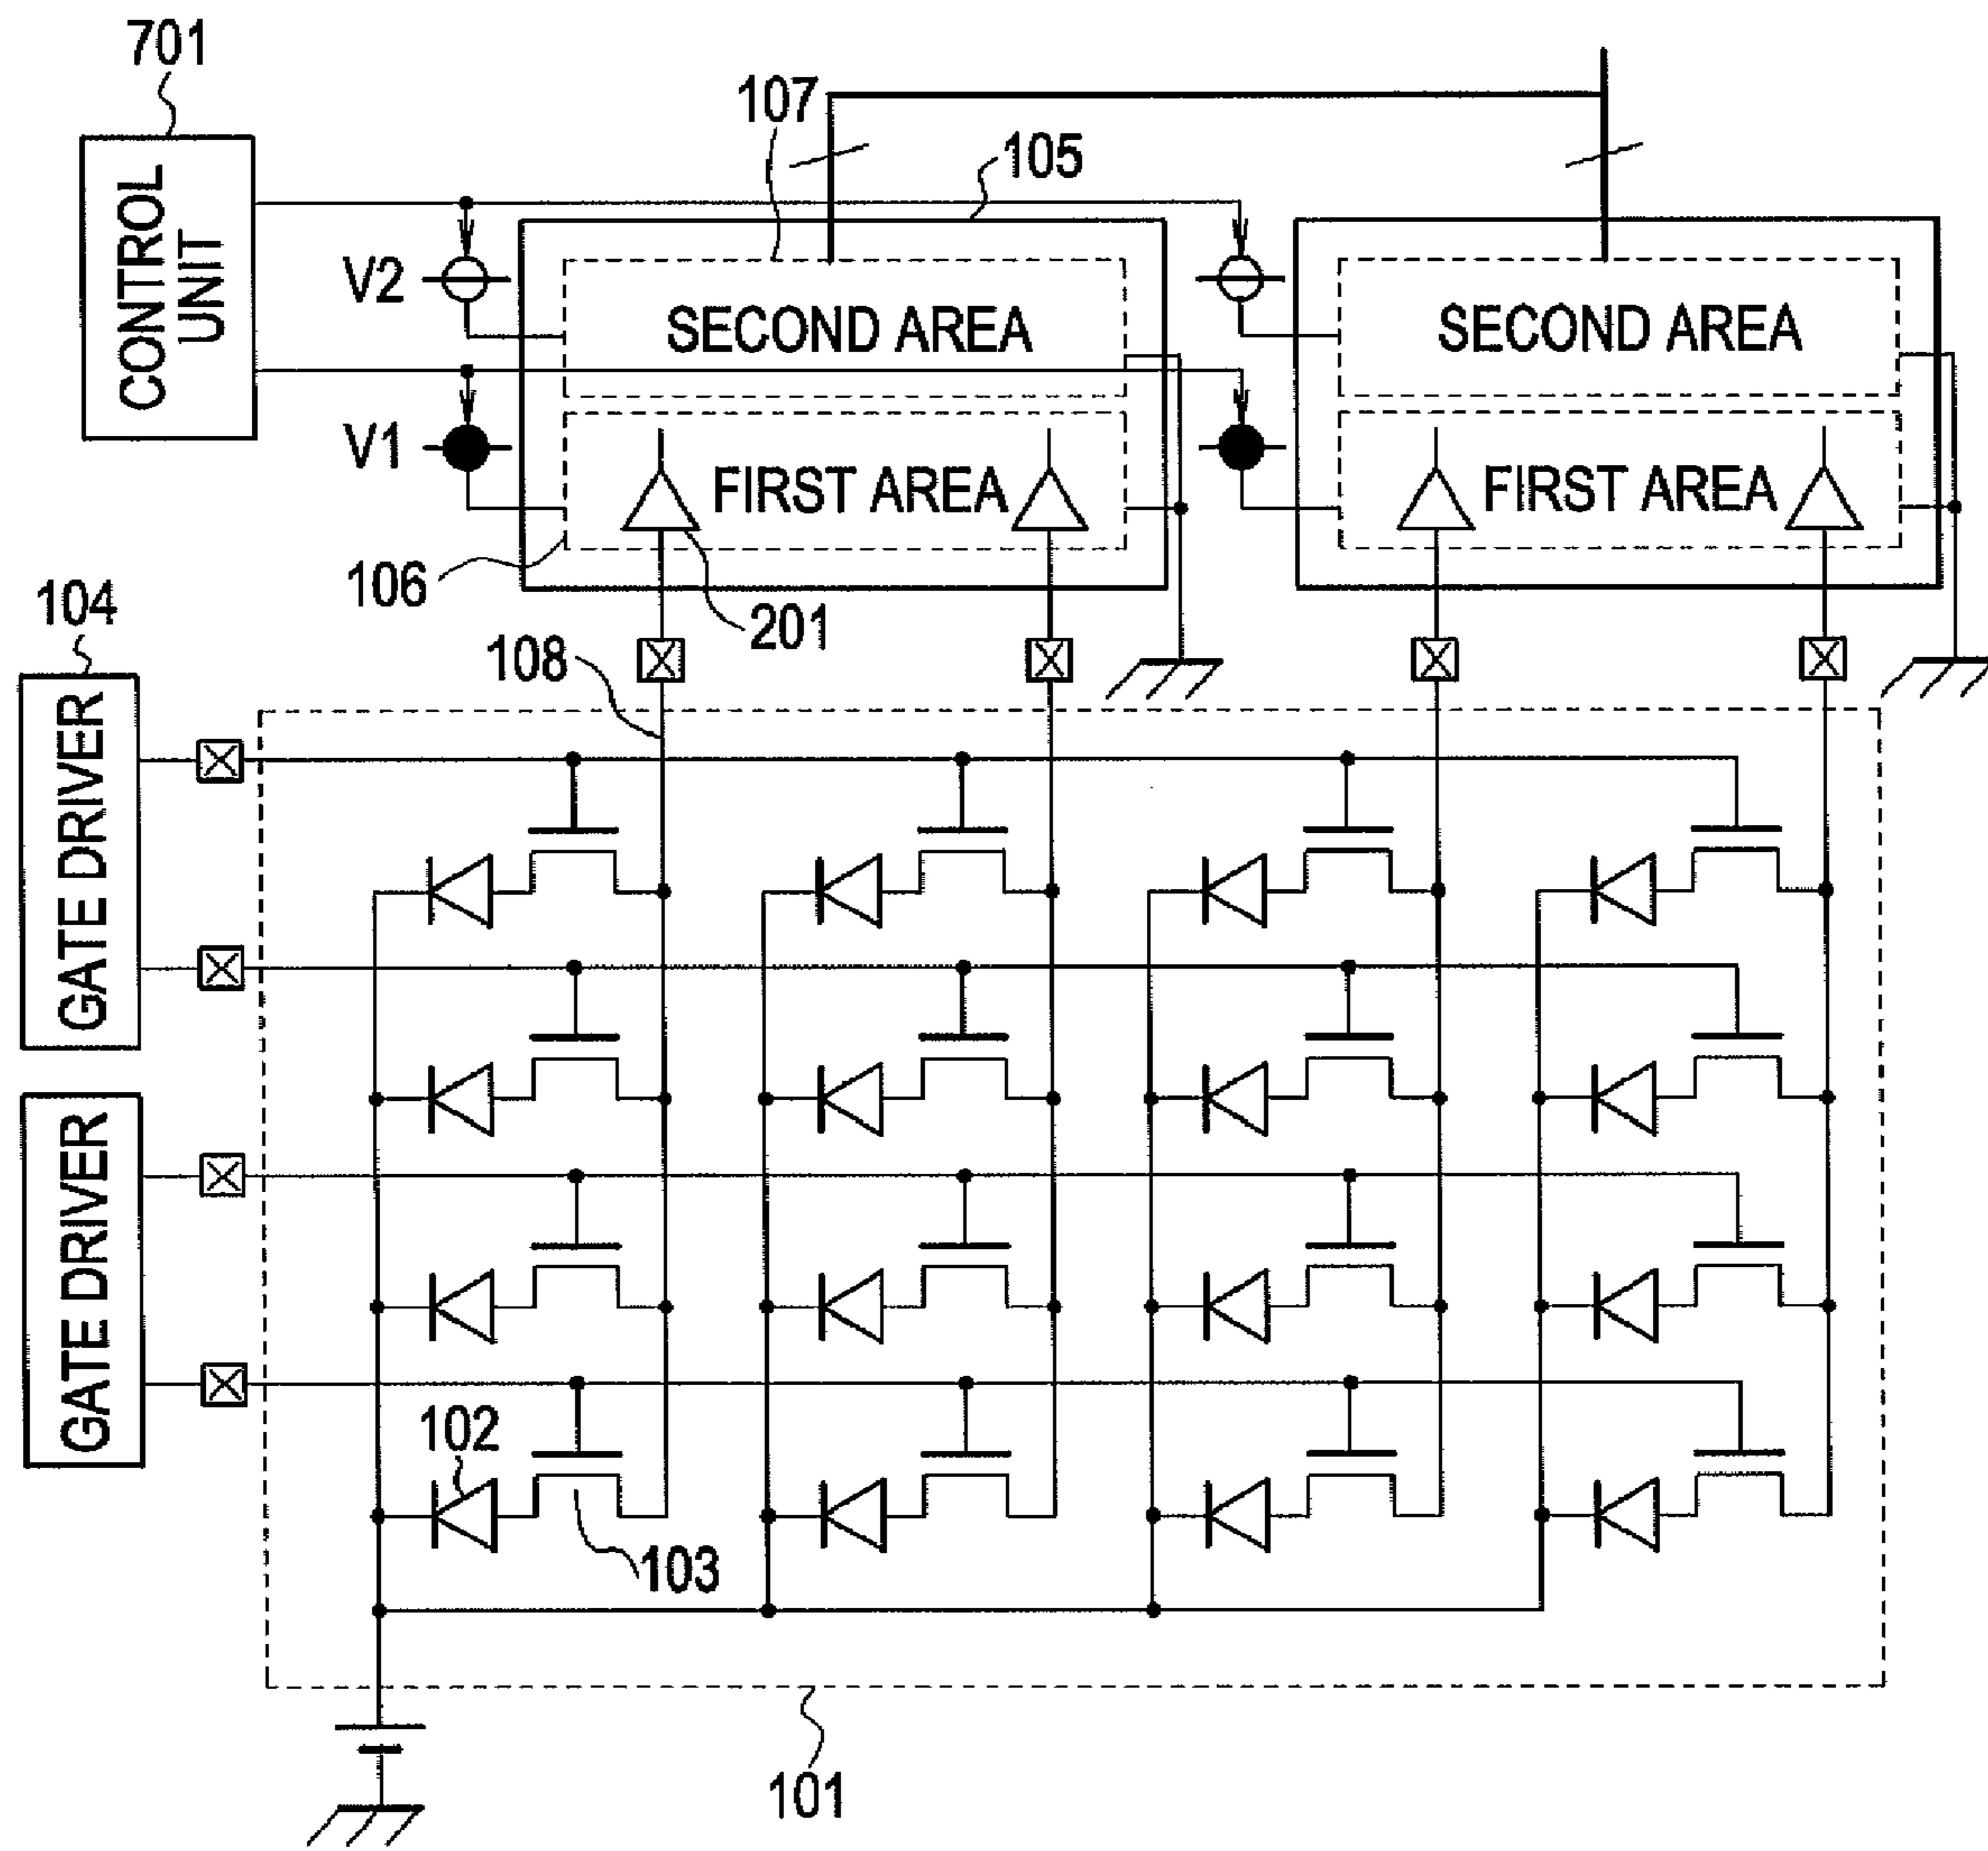 701
107
105
CONTROL
UNIT
V2
SECOND AREA
SECOND AREA
V1
FIRST AREA
FIRST AREA
106
201
104
108
GATE DRIVER
GATE DRIVER
102
103
101